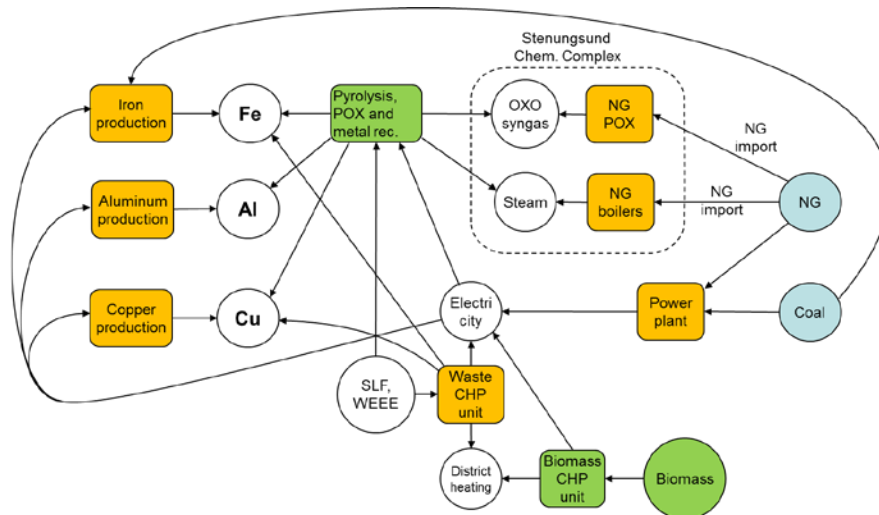 Stenungsund
Chem. Complex
Iron
production
Fe
Pyrolysis,
POX and
metal rec.
OXO
syngas
NG
POX
NG
import
Aluminum
production
Al
Steam
NG
boilers
NG
import
NG
Copper
production
Cu
Electri
city
Power
plant
Coal
SLF,
WEEE
Waste
CHP
unit
District
heating
Biomass
CHP
unit
Biomass